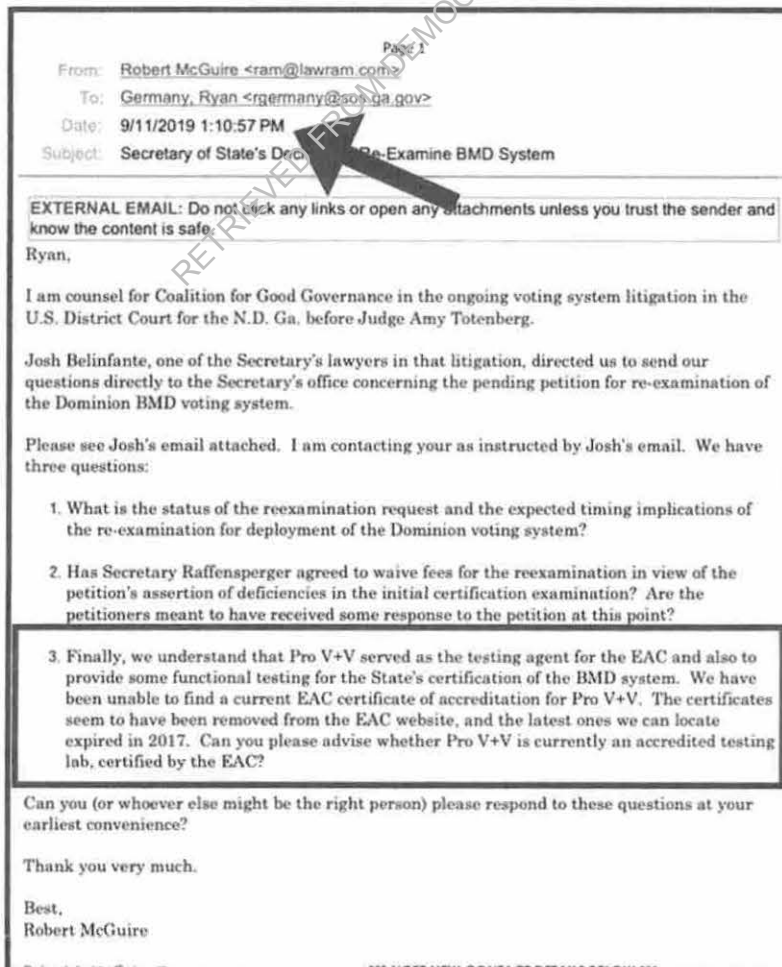 Page 1
From: Robert McGuire <ram@lawram.com>
To: Germany, Ryan <rgermany@sos.ga.gov>
Date: 9/11/2019 1:10:57 PM
Subject: Secretary of State's Re-Examine BMD System
RETRIEVED FROM
EXTERNAL EMAIL: Do not click any links or open any attachments unless you trust the sender and
know the content is safe.
Ryan,
I am counsel for Coalition for Good Governance in the ongoing voting system litigation in the
U.S. District Court for the N.D. Ga. before Judge Amy Totenberg.
Josh Belinfante, one of the Secretary's lawyers in that litigation, directed us to send our
questions directly to the Secretary's office concerning the pending petition for re-examination of
the Dominion BMD voting system.
Please see Josh's email attached. I am contacting your as instructed by Josh's email. We have
three questions:
1. What is the status of the reexamination request and the expected timing implications of
the re-examination for deployment of the Dominion voting system?
2. Has Secretary Raffensperger agreed to waive fees for the reexamination in view of the
petition's assertion of deficiencies in the initial certification examination? Are the
petitioners meant to have received some response to the petition at this point?
3. Finally, we understand that Pro V+V served as the testing agent for the EAC and also to
provide some functional testing for the State's certification of the BMD system. We have
been unable to find a current EAC certificate of accreditation for Pro V+V. The certificates
seem to have been removed from the EAC website, and the latest ones we can locate
expired in 2017. Can you please advise whether Pro V+V is currently an accredited testing
lab, certified by the EAC?
Can you (or whoever else might be the right person) please respond to these questions at your
earliest convenience?
Thank you very much.
Best,
Robert McGuire